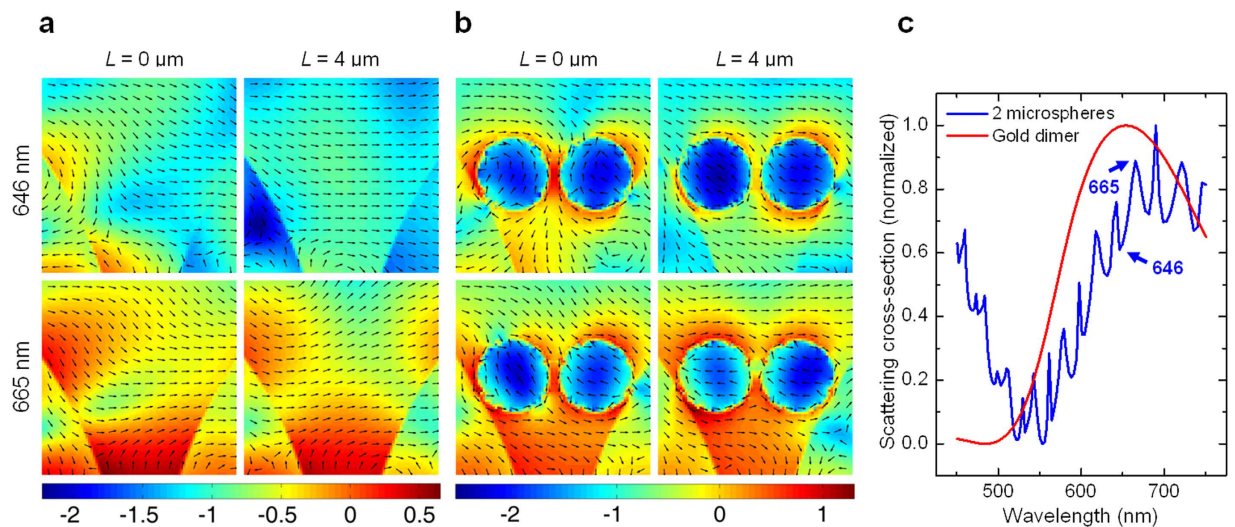 a
L = 0 µm
L = 4 µm
646 nm
665 nm
-2
-1.5
-1
-0.5
0
0.5
b
L = 0 µm
L = 4 µm
-2
-1
0
1
c
2 microspheres
Gold dimer
665
646
Scattering cross-section (normalized)
1.0
0.8
0.6
0.4
0.2
0.0
500
600
700
Wavelength (nm)